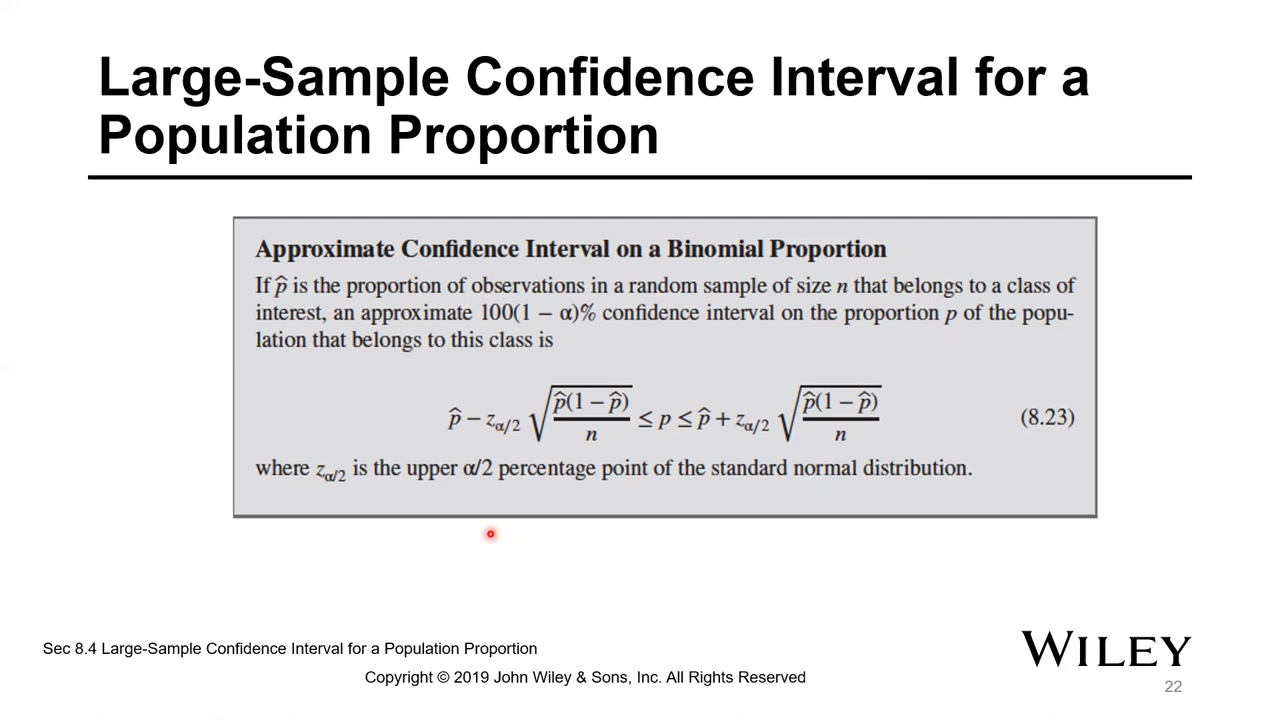 Large-Sample Confidence Interval for a
Population Proportion
Approximate Confidence Interval on a Binomial Proportion
If p̂ is the proportion of observations in a random sample of size n that belongs to a class of
interest, an approximate 100(1 − α)% confidence interval on the proportion p of the popu-
lation that belongs to this class is
p̂ − z_{α/2} √(p̂(1 − p̂)/n) ≤ p ≤ p̂ + z_{α/2} √(p̂(1 − p̂)/n) (8.23)
where z_{α/2} is the upper α/2 percentage point of the standard normal distribution.
Sec 8.4 Large-Sample Confidence Interval for a Population Proportion
Copyright © 2019 John Wiley & Sons, Inc. All Rights Reserved
WILEY
22